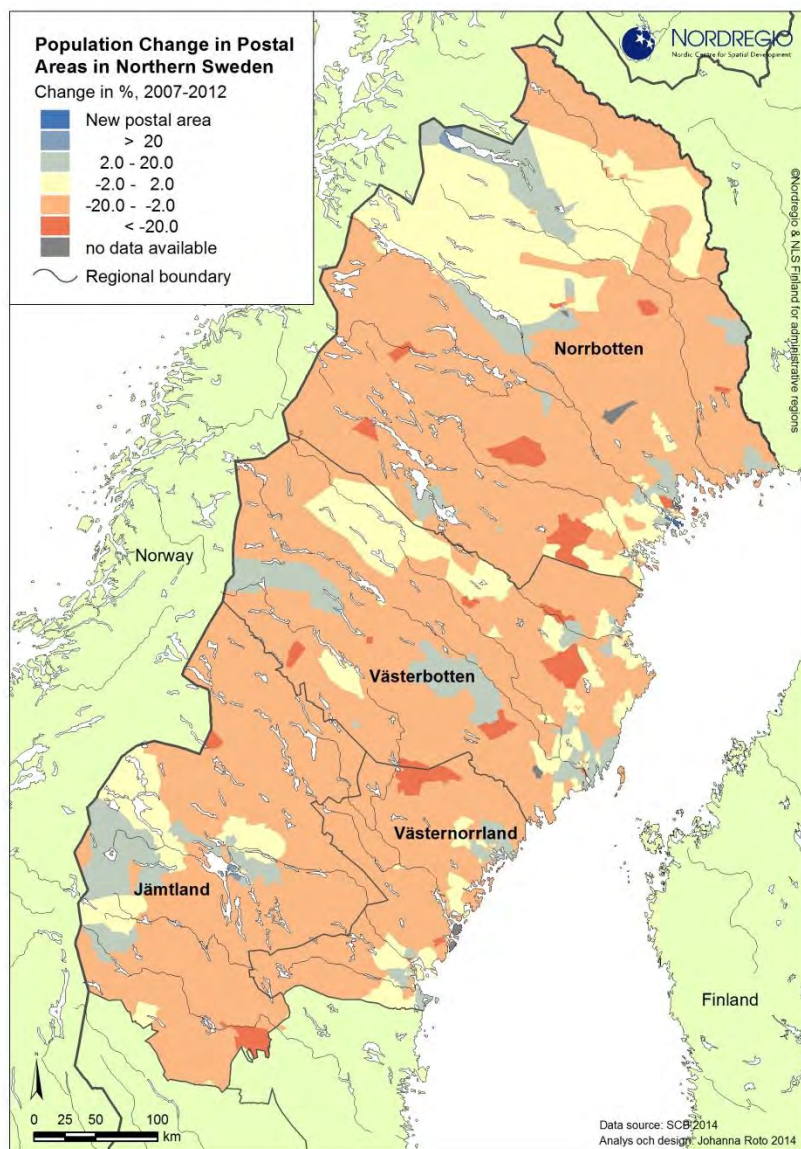 Population Change in Postal
Areas in Northern Sweden
Change in %, 2007-2012
New postal area
> 20
2.0 - 20.0
-2.0 - 2.0
-20.0 - -2.0
< -20.0
no data available
Regional boundary
NORDREGIO
Nordic Centre for Spatial Development
©Nordregio & NLS Finland for administrative regions
Norrbotten
Norway
Västerbotten
Västernorrland
Jämtland
Finland
N
0 25 50 100
km
Data source: SCB 2014
Analys och design: Johanna Roto 2014